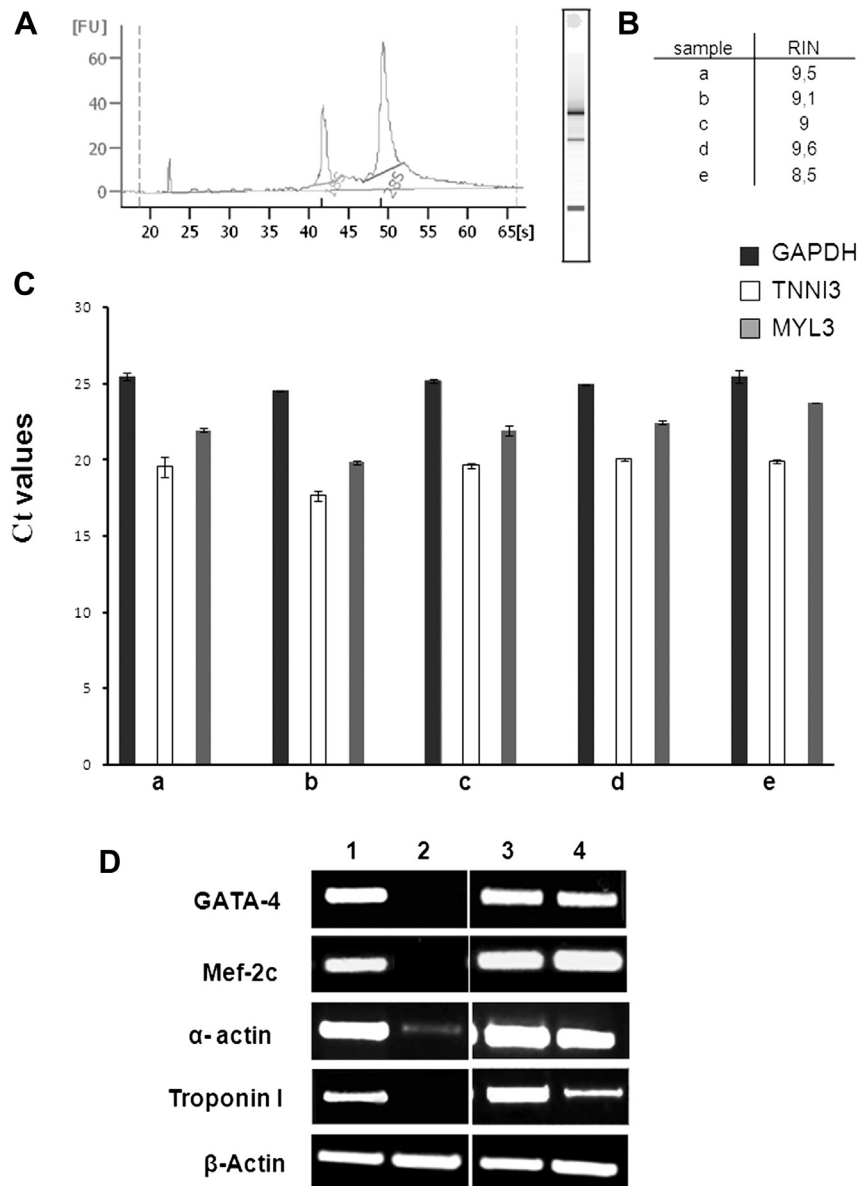 A
[FU]
60
40
20
0
18S
28S
20 25 30 35 40 45 50 55 60 65[s]
B
sample RIN
a 9,5
b 9,1
c 9
d 9,6
e 8,5
GAPDH
TNNI3
MYL3
C
Ct values
30
25
20
15
10
5
0
a b c d e
D
1 2 3 4
GATA-4
Mef-2c
α- actin
Troponin I
β-Actin